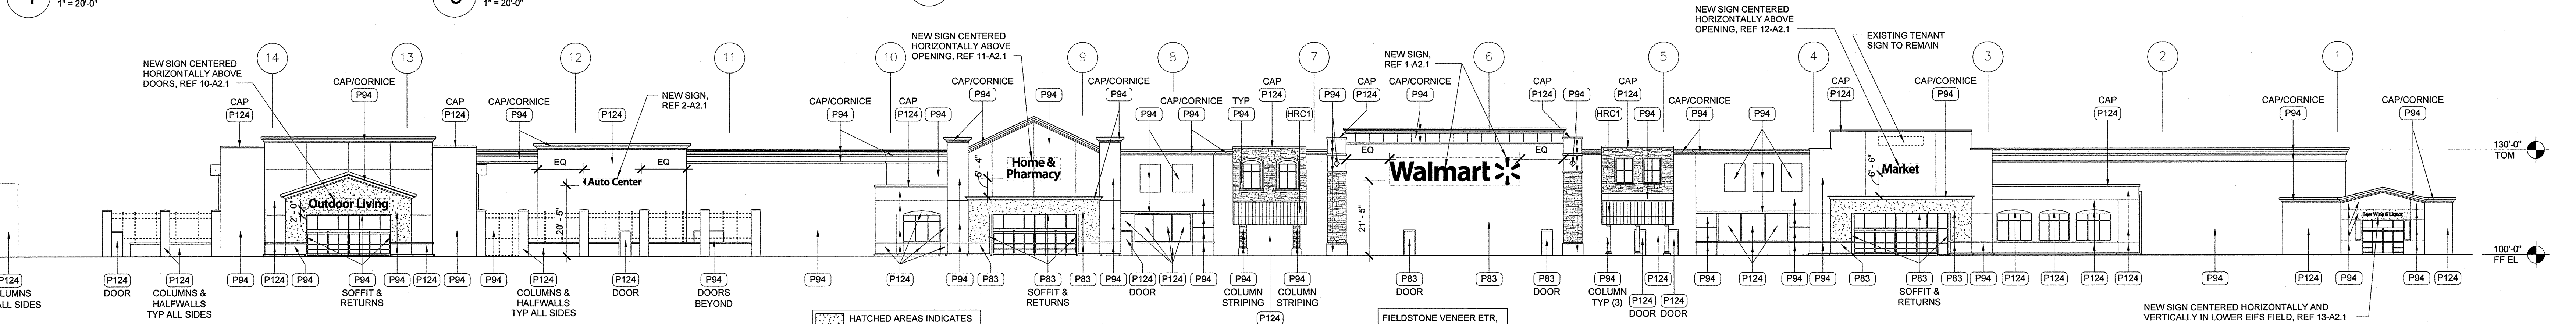 1" = 20'-0"
1" = 20'-0"
NEW SIGN CENTERED
HORIZONTALLY ABOVE
DOORS, REF 10-A2.1
NEW SIGN CENTERED
HORIZONTALLY ABOVE
OPENING, REF 11-A2.1
NEW SIGN,
REF 1-A2.1
NEW SIGN CENTERED
HORIZONTALLY ABOVE
OPENING, REF 12-A2.1
EXISTING TENANT
SIGN TO REMAIN
14
13
12
11
10
9
8
7
6
5
4
3
2
1
CAP
P124
CAP/CORNICE
P94
CAP
P124
CAP/CORNICE
P94
P124
NEW SIGN,
REF 2-A2.1
CAP/CORNICE
P94
CAP
P124
P94
CAP/CORNICE
P94
P94
CAP/CORNICE
P94
P94
CAP/CORNICE
P94
TYP
P94
CAP
P124
HRC1
P94
CAP
P124
CAP/CORNICE
P94
CAP
P124
P94
HRC1
CAP
P124
P94
CAP/CORNICE
P94
P94
CAP
P124
CAP/CORNICE
P94
CAP
P124
CAP/CORNICE
P94
CAP/CORNICE
P94
130'-0"
TOM
EQ
EQ
EQ
EQ
Outdoor Living
2' - 0"
Auto Center
20' - 5"
Home &
Pharmacy
5' - 4"
Walmart
21' - 5"
Market
6' - 6"
Beer Wine & Liquor
100'-0"
FF EL
P124
LUMNS
ALL SIDES
P124
DOOR
P124
COLUMNS &
HALFWALLS
TYP ALL SIDES
P94
P124
P94
P94
SOFFIT &
RETURNS
P94
P124
P94
P94
P124
COLUMNS &
HALFWALLS
TYP ALL SIDES
P124
DOOR
P94
DOORS
BEYOND
P94
P124
P94
P83
P83
SOFFIT &
RETURNS
P83
P94
P124
DOOR
P124
P94
P94
COLUMN
STRIPING
P124
P94
COLUMN
STRIPING
P83
DOOR
P83
P83
DOOR
P94
COLUMN
TYP (3)
P124
DOOR
P124
P124
DOOR
P94
P124
P94
P94
P83
P83
SOFFIT &
RETURNS
P83
P94
P124
P124
P124
P124
P124
P94
P124
P94
P94
P124
HATCHED AREAS INDICATES
FIELDSTONE VENEER ETR,
NEW SIGN CENTERED HORIZONTALLY AND
VERTICALLY IN LOWER EIFS FIELD, REF 13-A2.1